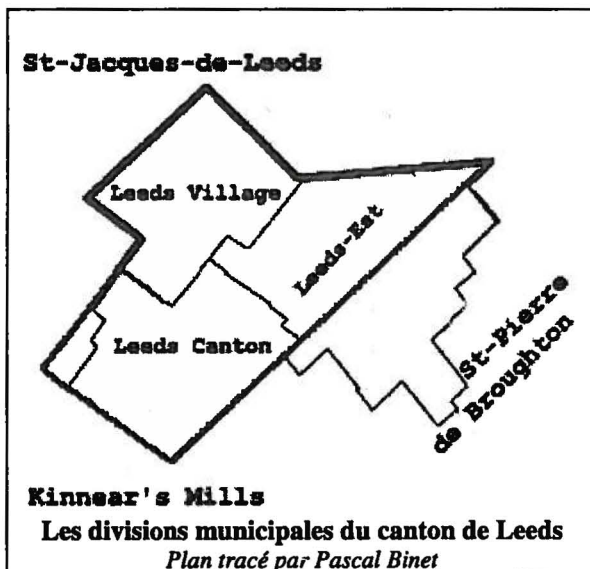 St-Jacques-de-Leeds
Leeds Village
Leeds-Est
Leeds Canton
St-Pierre
de Broughton
Kinnear's Mills
Les divisions municipales du canton de Leeds
Plan tracé par Pascal Binet